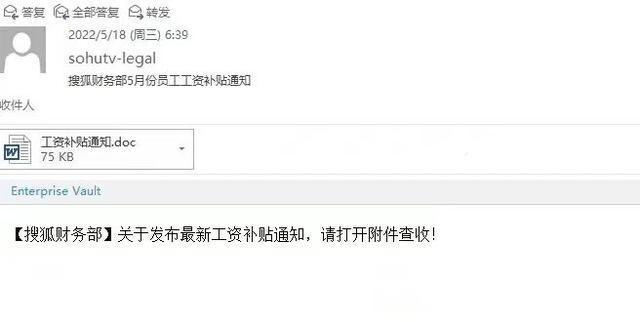 答复 全部答复 转发
2022/5/18 (周三) 6:39
sohutv-legal
搜狐财务部5月份员工工资补贴通知
收件人
工资补贴通知.doc
75 KB
Enterprise Vault
【搜狐财务部】关于发布最新工资补贴通知，请打开附件查收！